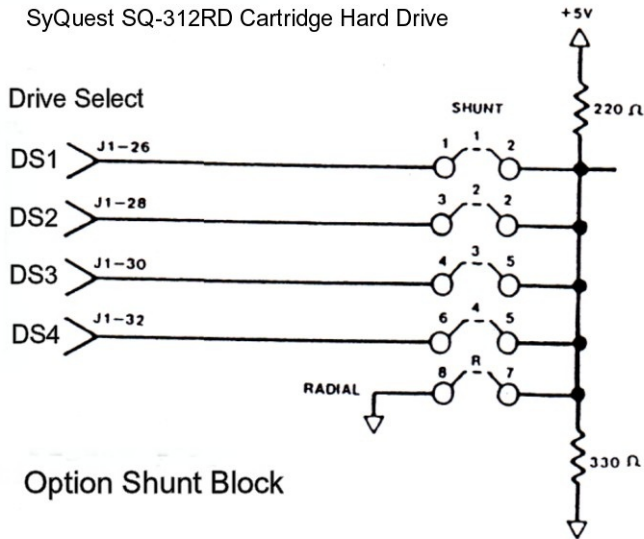 SyQuest SQ-312RD Cartridge Hard Drive
+5V
Drive Select
SHUNT
220 Ω
DS1 J1-26 1 1 2
DS2 J1-28 3 2 2
DS3 J1-30 4 3 5
DS4 J1-32 6 4 5
RADIAL 8 R 7
330 Ω
Option Shunt Block